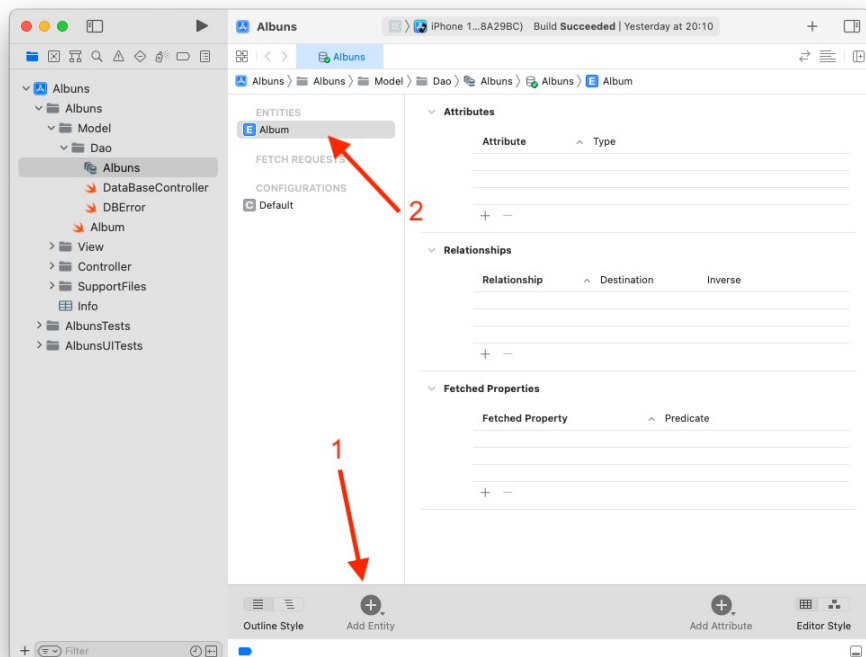 Albuns
iPhone 1...8A29BC) Build Succeeded | Yesterday at 20:10
Albuns
Albuns Albuns Model Dao Albuns Albuns E Album
Albuns
Albuns
Model
Dao
Albuns
DataBaseController
DBError
Album
View
Controller
SupportFiles
Info
AlbunsTests
AlbunsUITests
Filter
ENTITIES
E Album
FETCH REQUESTS
CONFIGURATIONS
C Default
2
1
Attributes
Attribute Type
Relationships
Relationship Destination Inverse
Fetched Properties
Fetched Property Predicate
Outline Style Add Entity Add Attribute Editor Style